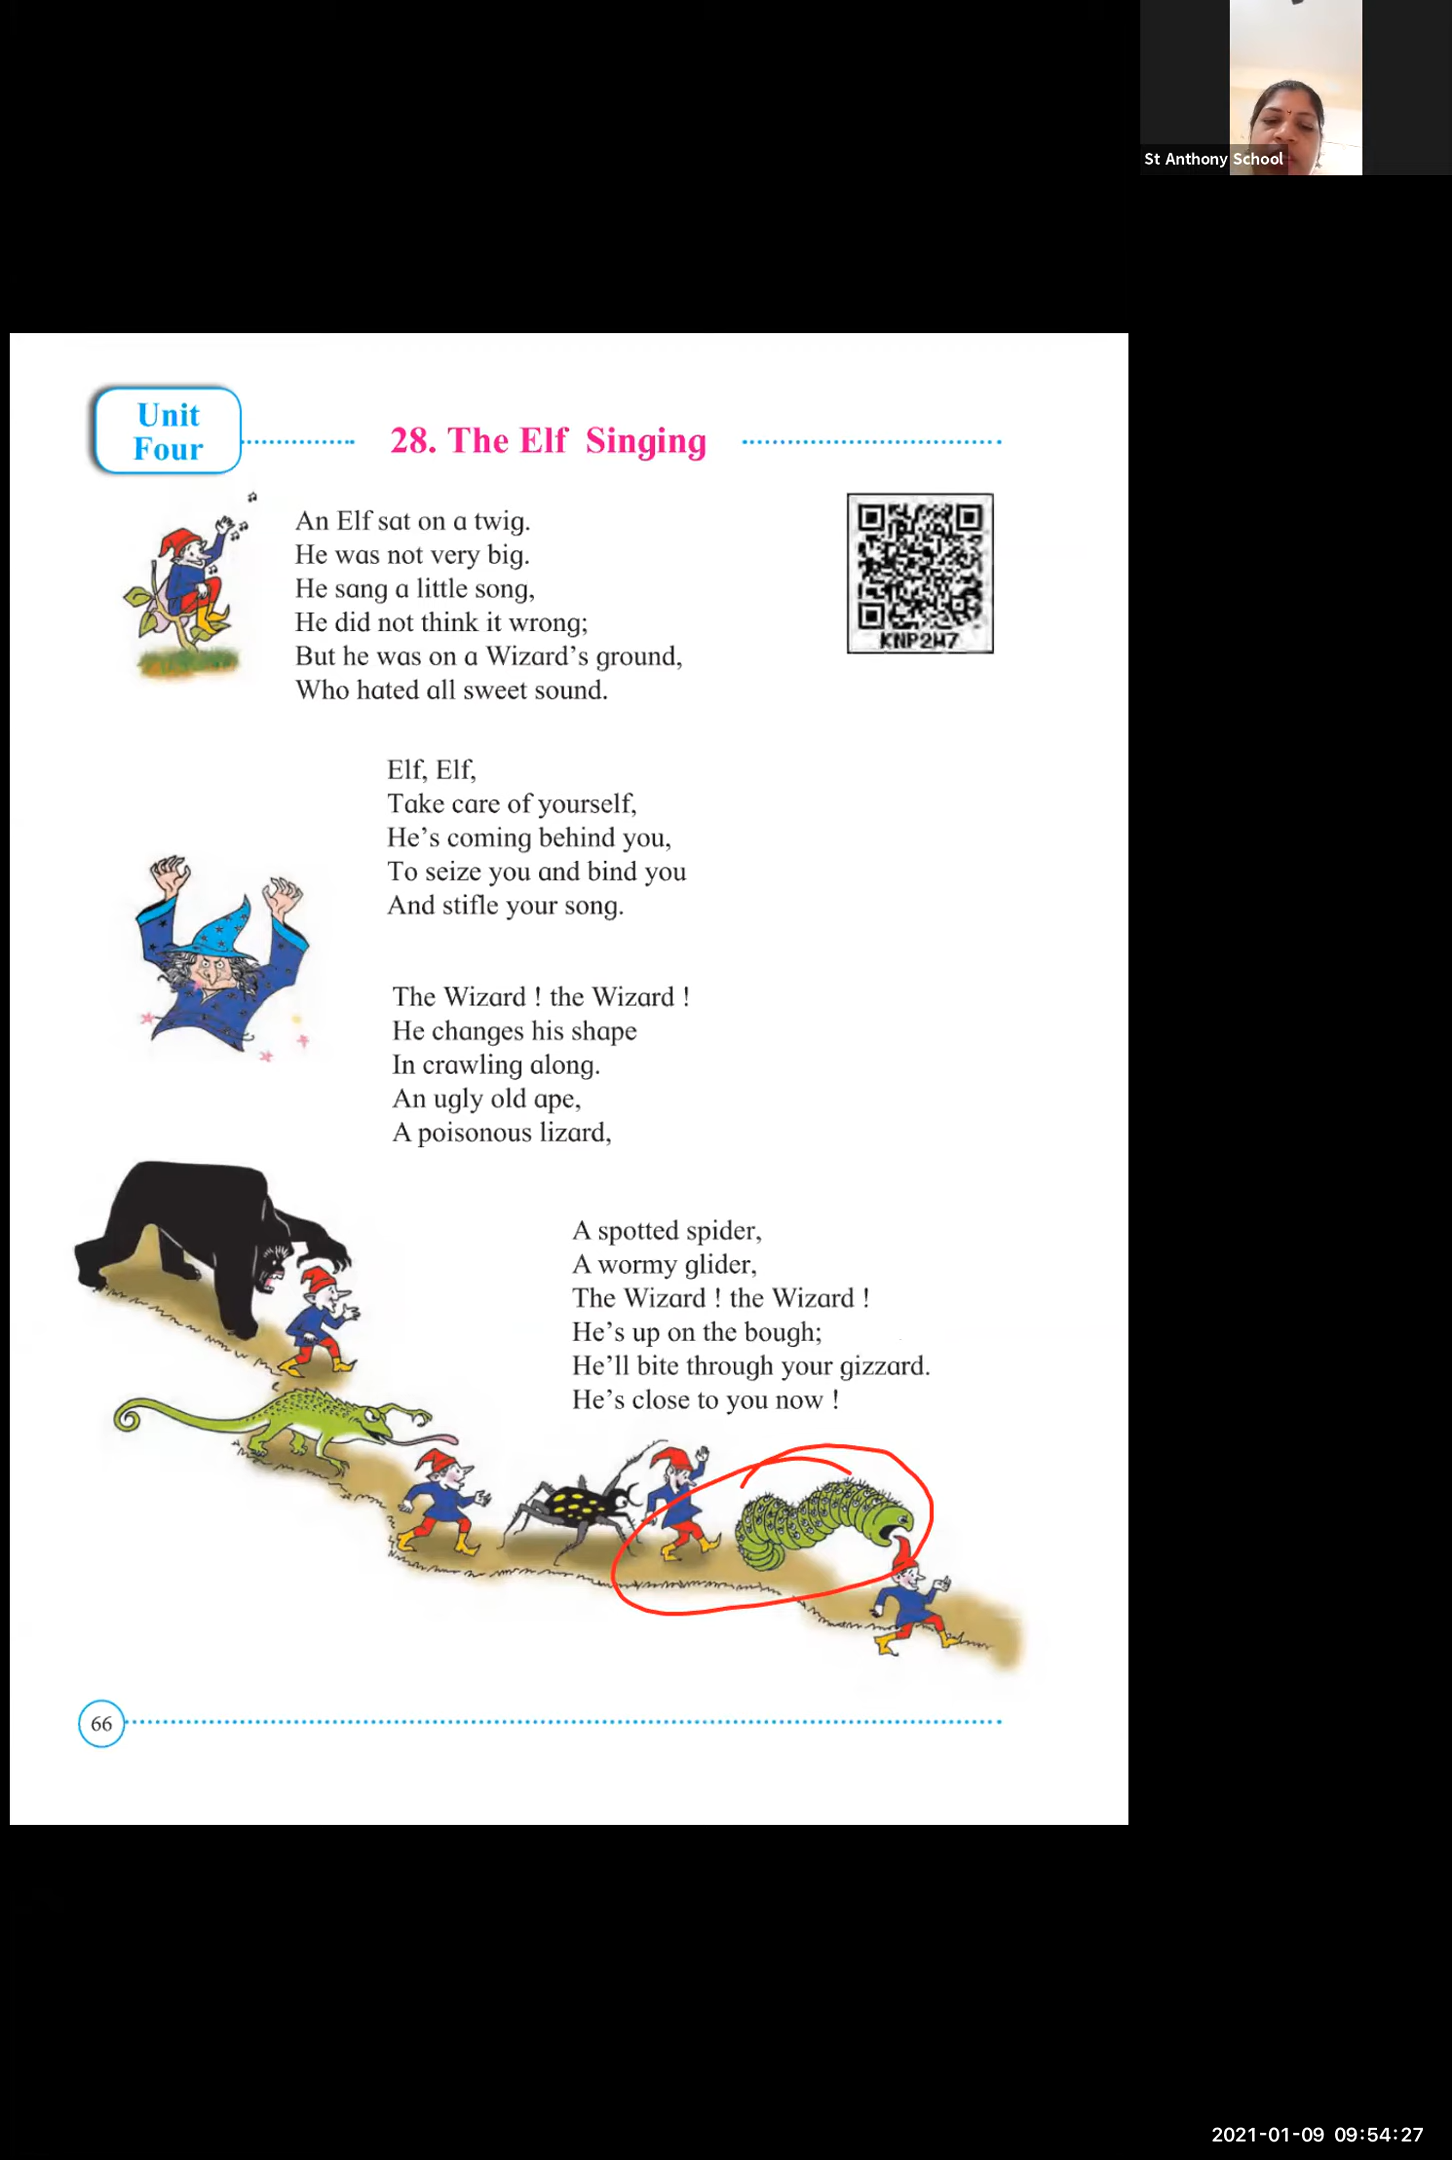 St Anthony School
Unit
Four
28. The Elf Singing
An Elf sat on a twig.
He was not very big.
He sang a little song,
He did not think it wrong;
But he was on a Wizard's ground,
Who hated all sweet sound.
KNP2W7
Elf, Elf,
Take care of yourself,
He's coming behind you,
To seize you and bind you
And stifle your song.
The Wizard ! the Wizard !
He changes his shape
In crawling along.
An ugly old ape,
A poisonous lizard,
A spotted spider,
A wormy glider,
The Wizard ! the Wizard !
He's up on the bough;
He'll bite through your gizzard.
He's close to you now !
66
2021-01-09 09:54:27